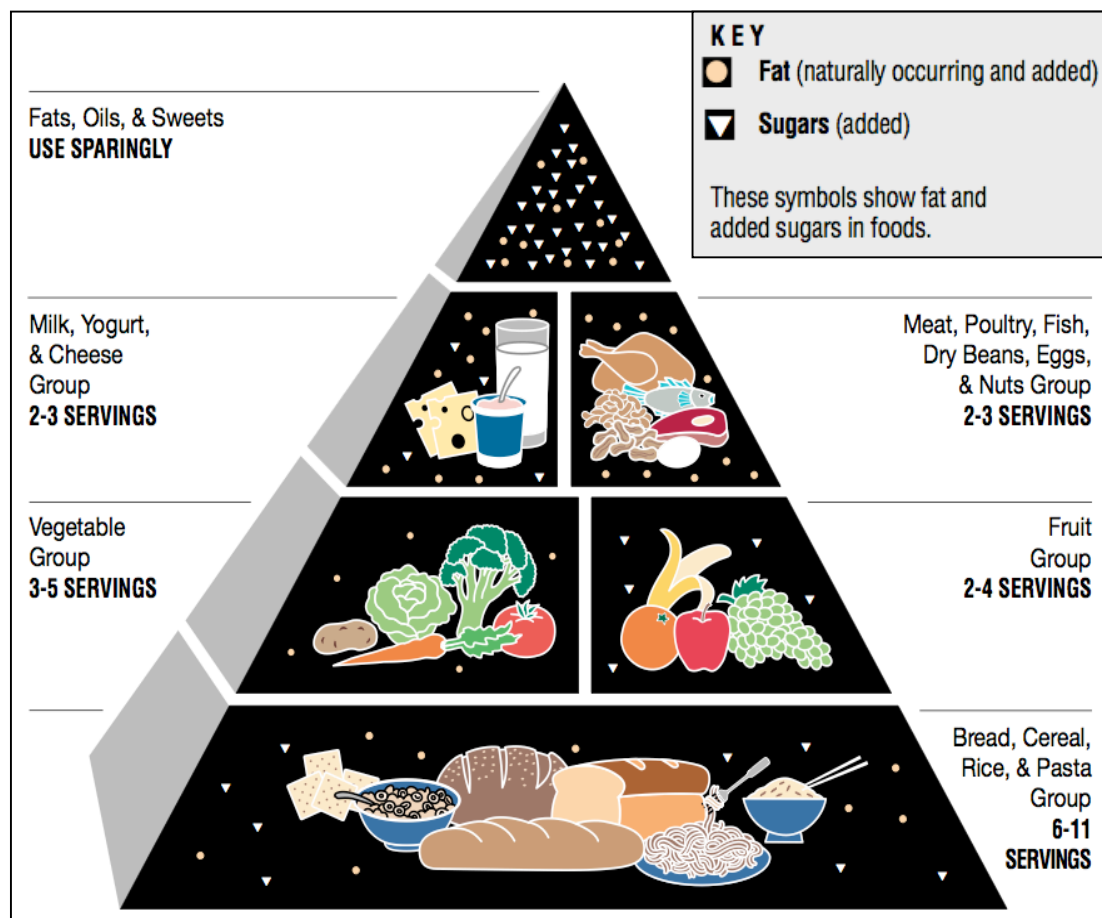 KEY
Fat (naturally occurring and added)
Sugars (added)
These symbols show fat and
added sugars in foods.
Fats, Oils, & Sweets
USE SPARINGLY
Milk, Yogurt,
& Cheese
Group
2-3 SERVINGS
Meat, Poultry, Fish,
Dry Beans, Eggs,
& Nuts Group
2-3 SERVINGS
Vegetable
Group
3-5 SERVINGS
Fruit
Group
2-4 SERVINGS
Bread, Cereal,
Rice, & Pasta
Group
6-11
SERVINGS